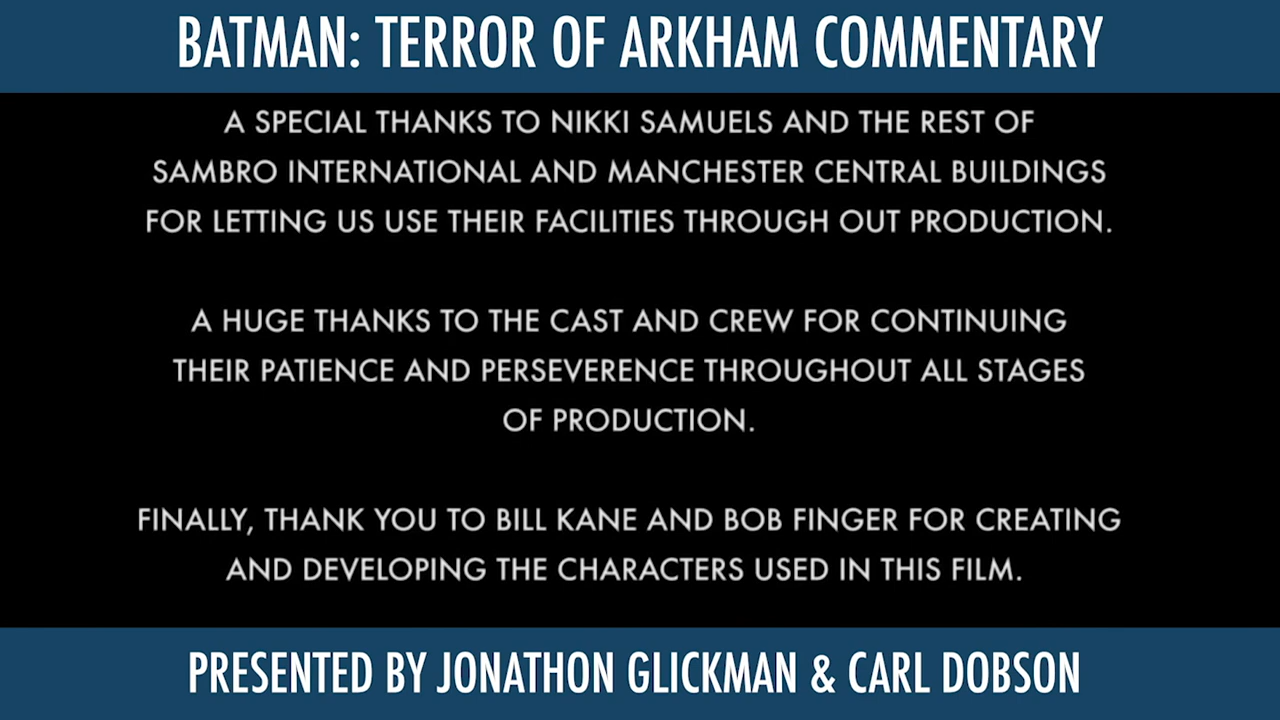 BATMAN: TERROR OF ARKHAM COMMENTARY
A SPECIAL THANKS TO NIKKI SAMUELS AND THE REST OF
SAMBRO INTERNATIONAL AND MANCHESTER CENTRAL BUILDINGS
FOR LETTING US USE THEIR FACILITIES THROUGH OUT PRODUCTION.
A HUGE THANKS TO THE CAST AND CREW FOR CONTINUING
THEIR PATIENCE AND PERSEVERENCE THROUGHOUT ALL STAGES
OF PRODUCTION.
FINALLY, THANK YOU TO BILL KANE AND BOB FINGER FOR CREATING
AND DEVELOPING THE CHARACTERS USED IN THIS FILM.
PRESENTED BY JONATHON GLICKMAN & CARL DOBSON